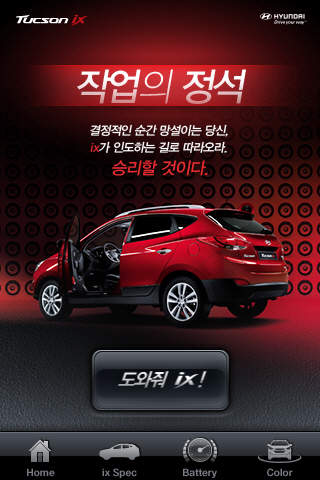 Tucson ix
HYUNDAI
Drive your way™
작업의 정석
결정적인 순간 망설이는 당신,
ix가 인도하는 길로 따라오라.
승리할 것이다.
도와줘 ix!
Home
ix Spec
Battery
Color